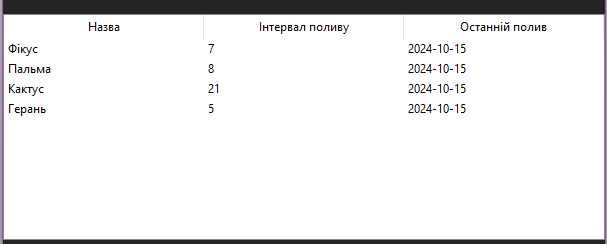 Назва Інтервал поливу Останній полив
Фікус 7 2024-10-15
Пальма 8 2024-10-15
Кактус 21 2024-10-15
Герань 5 2024-10-15